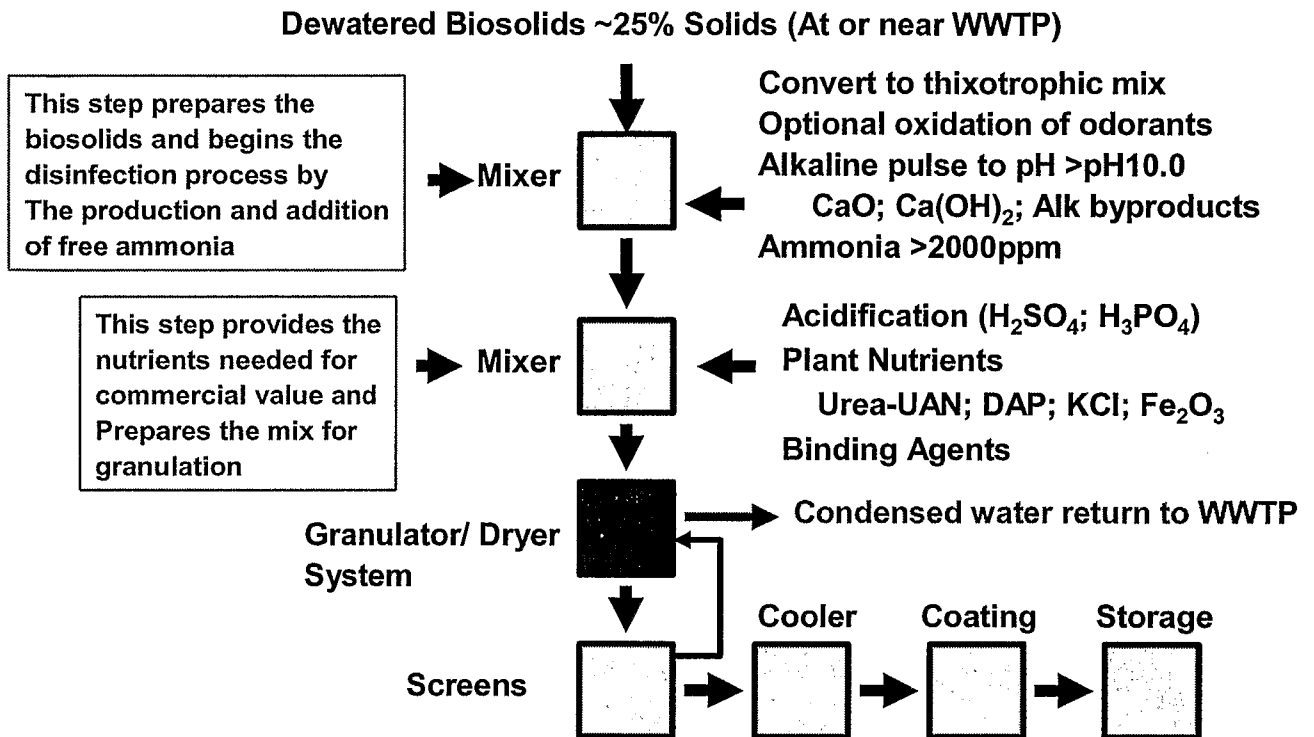 Dewatered Biosolids ~25% Solids (At or near WWTP)
This step prepares the
biosolids and begins the
disinfection process by
The production and addition
of free ammonia
Mixer
Convert to thixotrophic mix
Optional oxidation of odorants
Alkaline pulse to pH >pH10.0
CaO; Ca(OH)₂; Alk byproducts
Ammonia >2000ppm
This step provides the
nutrients needed for
commercial value and
Prepares the mix for
granulation
Mixer
Acidification (H₂SO₄; H₃PO₄)
Plant Nutrients
Urea-UAN; DAP; KCl; Fe₂O₃
Binding Agents
Granulator/ Dryer
System
Condensed water return to WWTP
Screens
Cooler
Coating
Storage